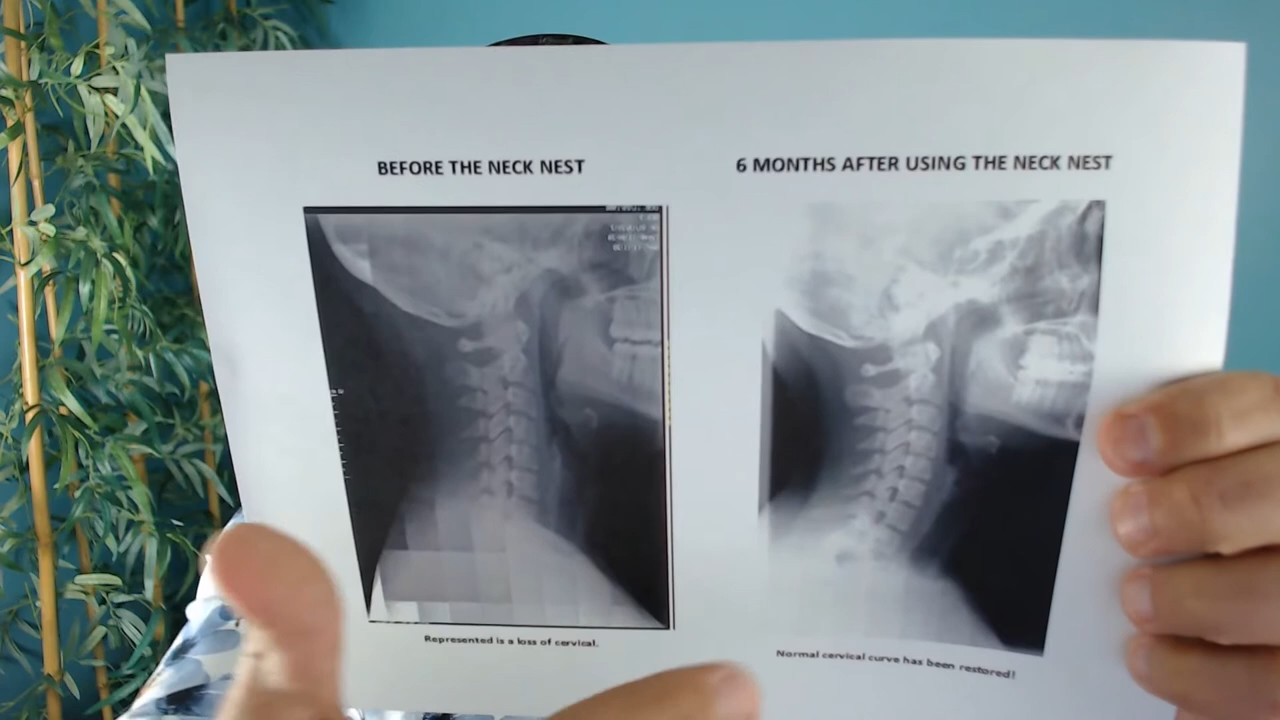 BEFORE THE NECK NEST
6 MONTHS AFTER USING THE NECK NEST
Represented is a loss of cervical.
Normal cervical curve has been restored!